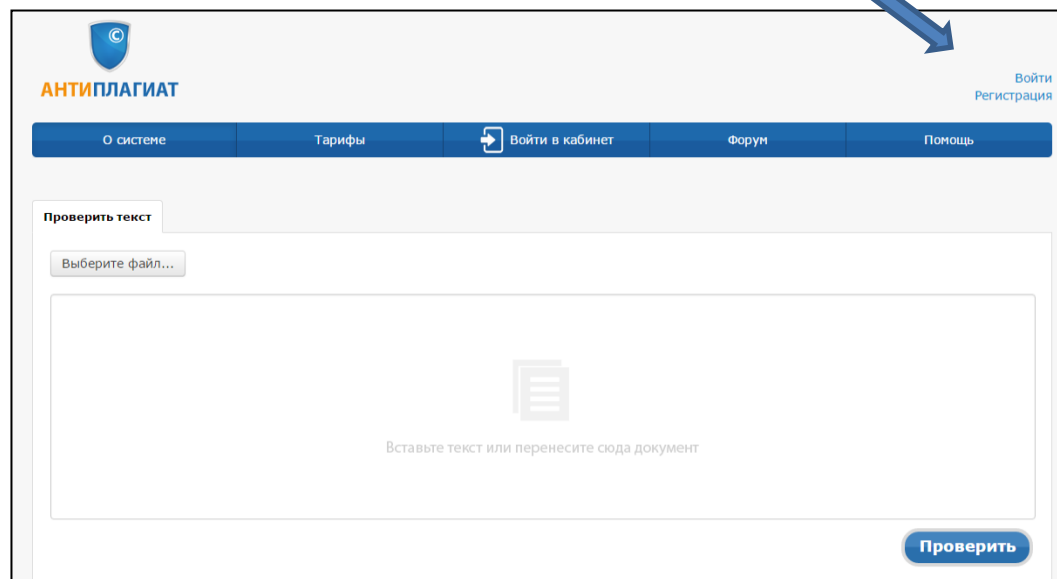 ©
АНТИПЛАГИАТ
Войти
Регистрация
О системе
Тарифы
Войти в кабинет
Форум
Помощь
Проверить текст
Выберите файл...
Вставьте текст или перенесите сюда документ
Проверить